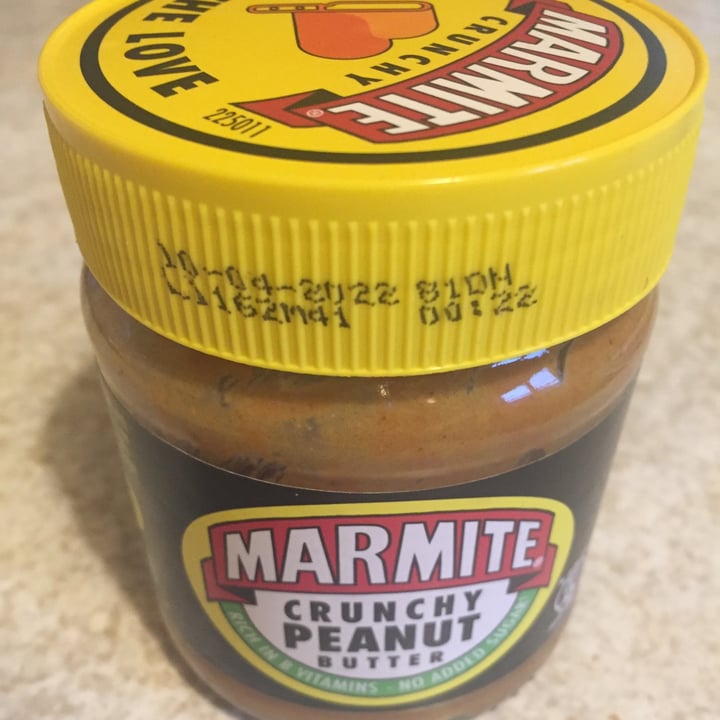 THE LOVE
CRUNCHY
MARMITE
225011
10-04-2022 81DH
L1162M41 00:22
MARMITE
CRUNCHY
PEANUT
BUTTER
RICH IN B VITAMINS - NO ADDED SUGAR